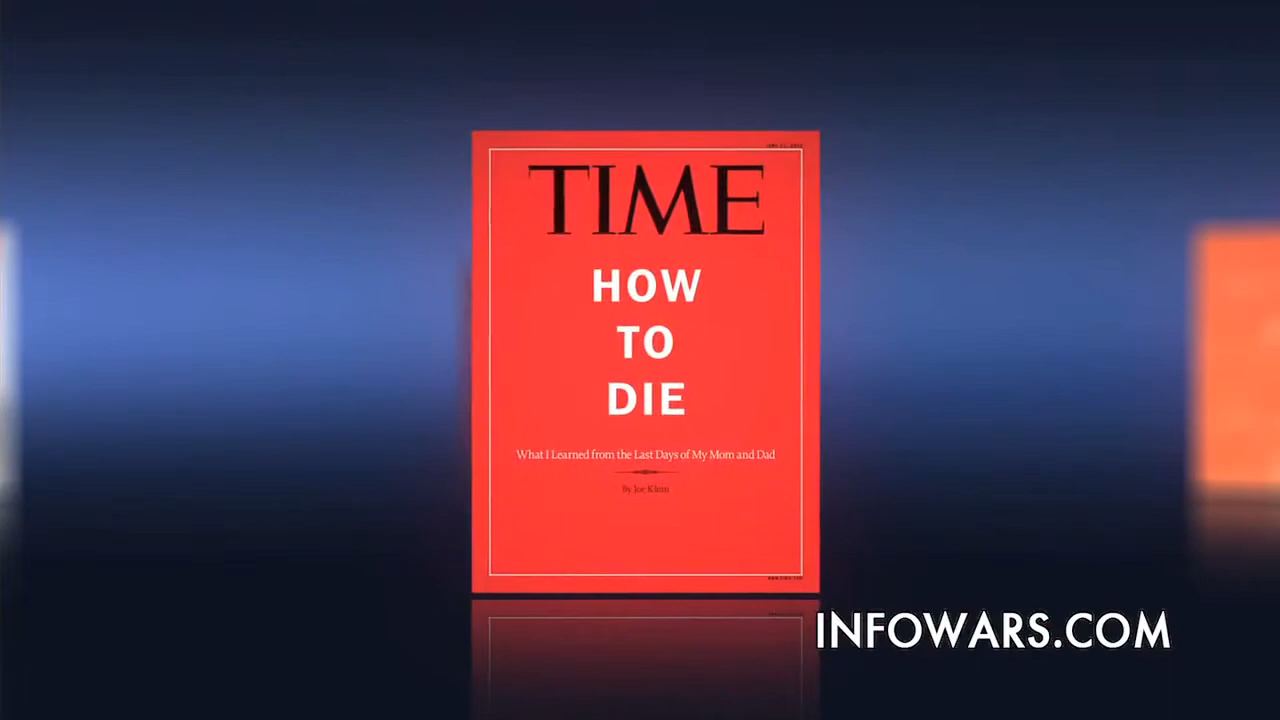 TIME
HOW
TO
DIE
What I Learned from the Last Days of My Mom and Dad
By Joe Klein
INFOWARS.COM